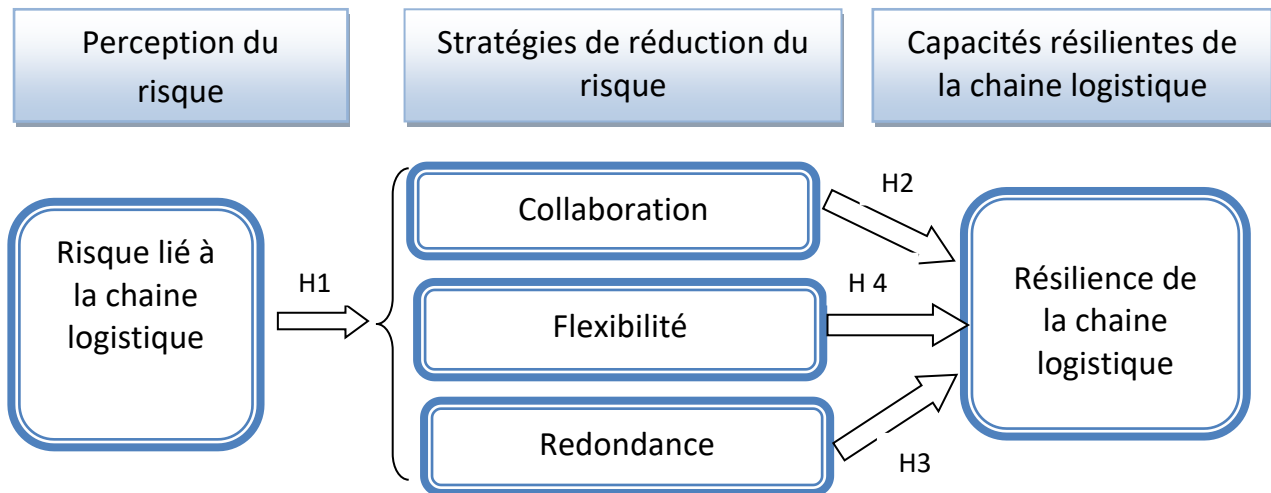 Perception du
risque
Stratégies de réduction du
risque
Capacités résilientes de
la chaine logistique
Risque lié à
la chaine
logistique
H1
Collaboration
Flexibilité
Redondance
H2
H 4
H3
Résilience de
la chaine
logistique